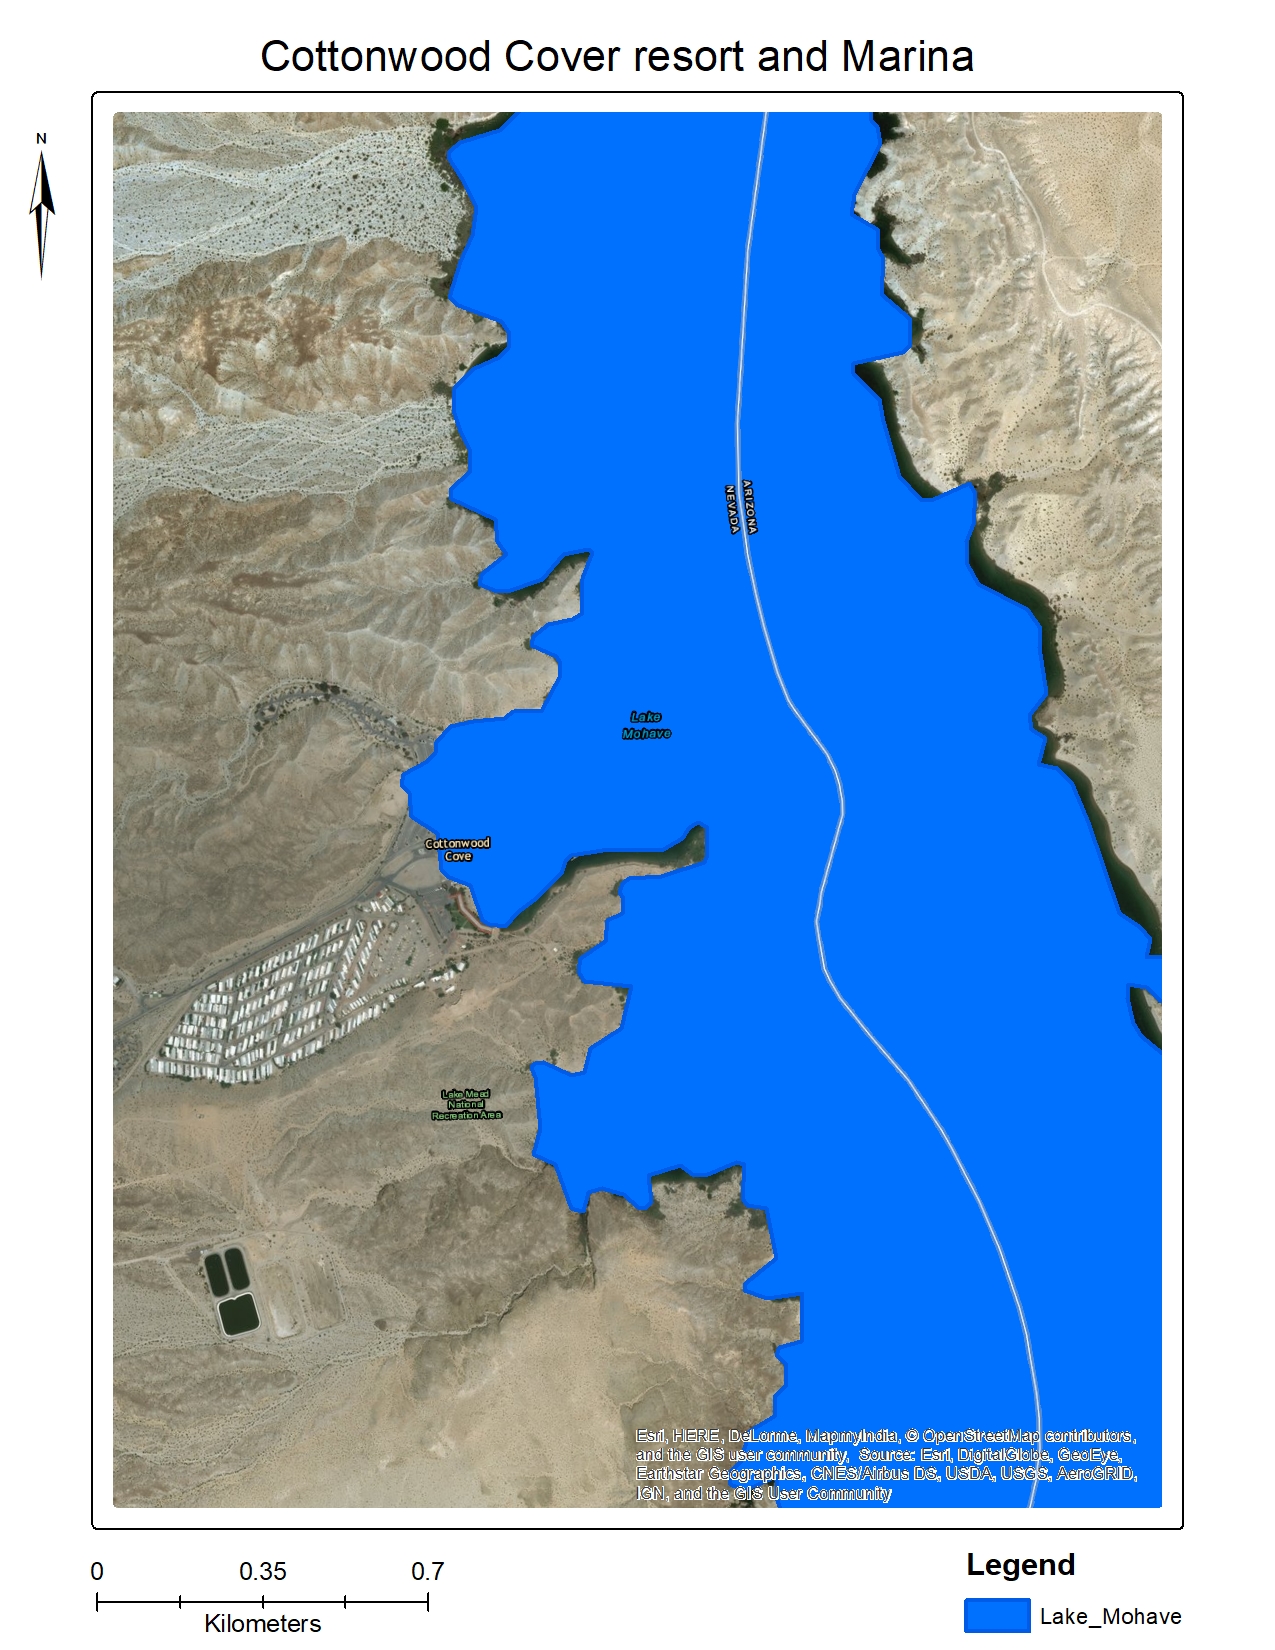 Cottonwood Cover resort and Marina
N
ARIZONA
NEVADA
Lake
Mohave
Cottonwood
Cove
Lake Mead
National
Recreation Area
Esri, HERE, DeLorme, MapmyIndia, © OpenStreetMap contributors,
and the GIS user community, Source: Esri, DigitalGlobe, GeoEye,
Earthstar Geographics, CNES/Airbus DS, USDA, USGS, AeroGRID,
IGN, and the GIS User Community
0 0.35 0.7
Kilometers
Legend
Lake_Mohave